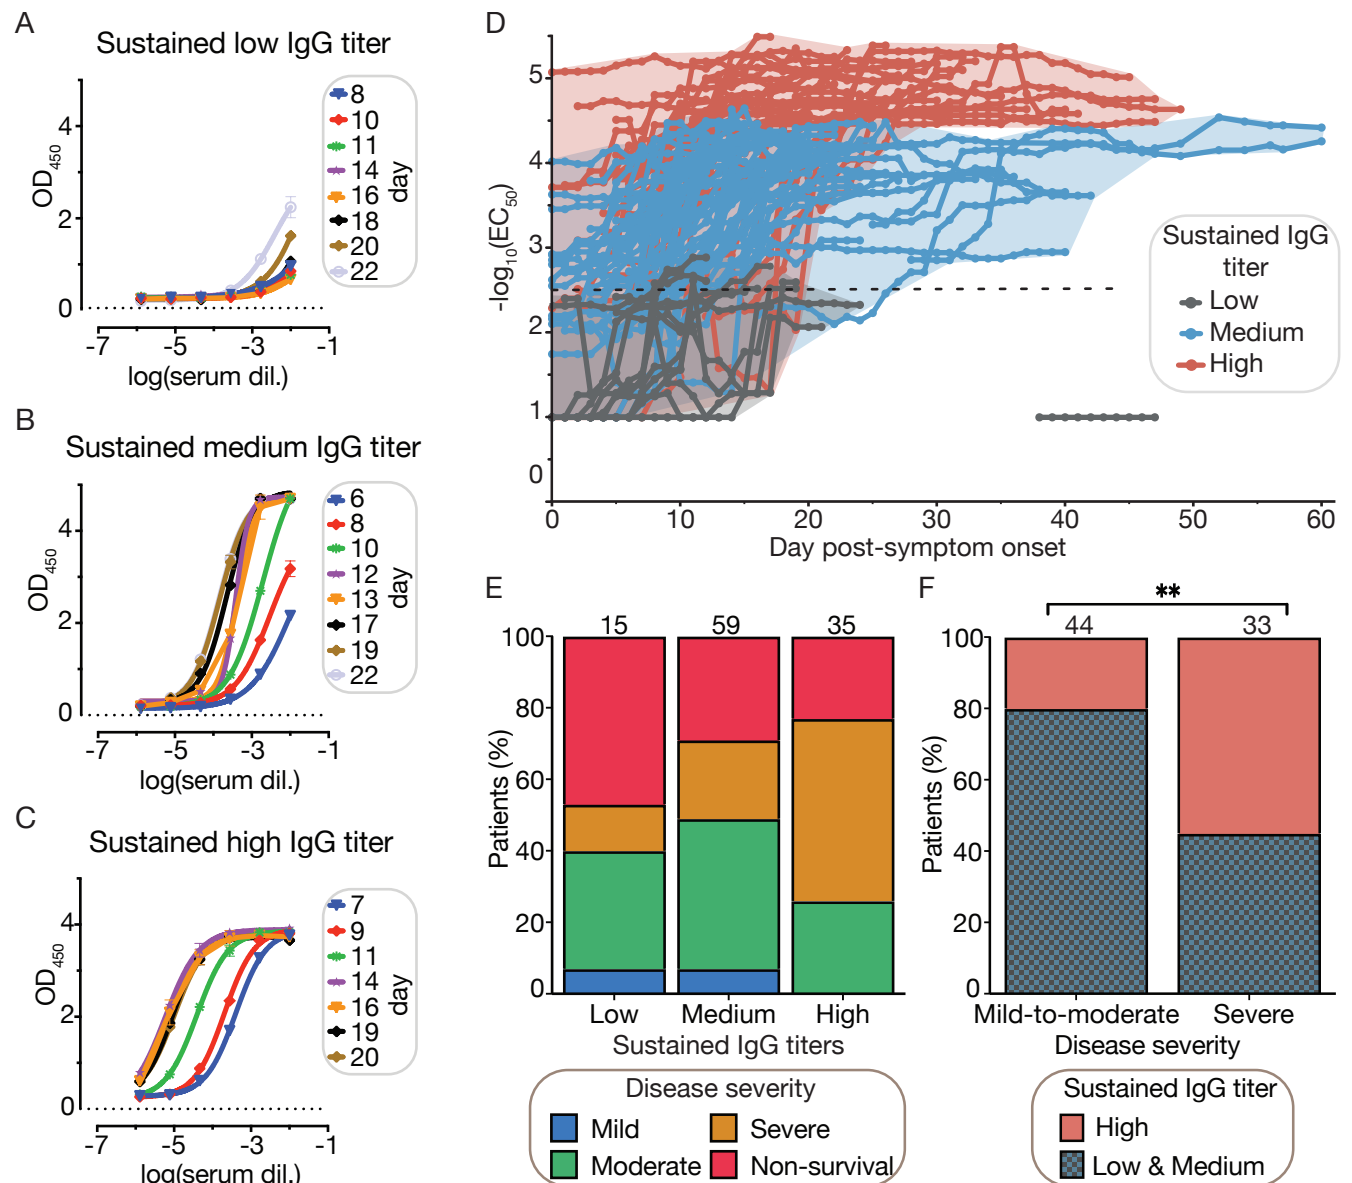 A
Sustained low IgG titer
OD450
4
2
0
-7 -5 -3 -1
log(serum dil.)
8
10
11
14
16
18
20
22
day
B
Sustained medium IgG titer
OD450
4
2
0
-7 -5 -3 -1
log(serum dil.)
6
8
10
12
13
17
19
22
day
C
Sustained high IgG titer
OD450
4
2
0
-7 -5 -3 -1
log(serum dil.)
7
9
11
14
16
19
20
day
D
-log10(EC50)
5
4
3
2
1
0
0 10 20 30 40 50 60
Day post-symptom onset
Sustained IgG
titer
Low
Medium
High
E
15 59 35
Patients (%)
100
80
60
40
20
0
Low Medium High
Sustained IgG titers
Disease severity
Mild Severe
Moderate Non-survival
F
**
44 33
Patients (%)
100
80
60
40
20
0
Mild-to-moderate Severe
Disease severity
Sustained IgG titer
High
Low & Medium